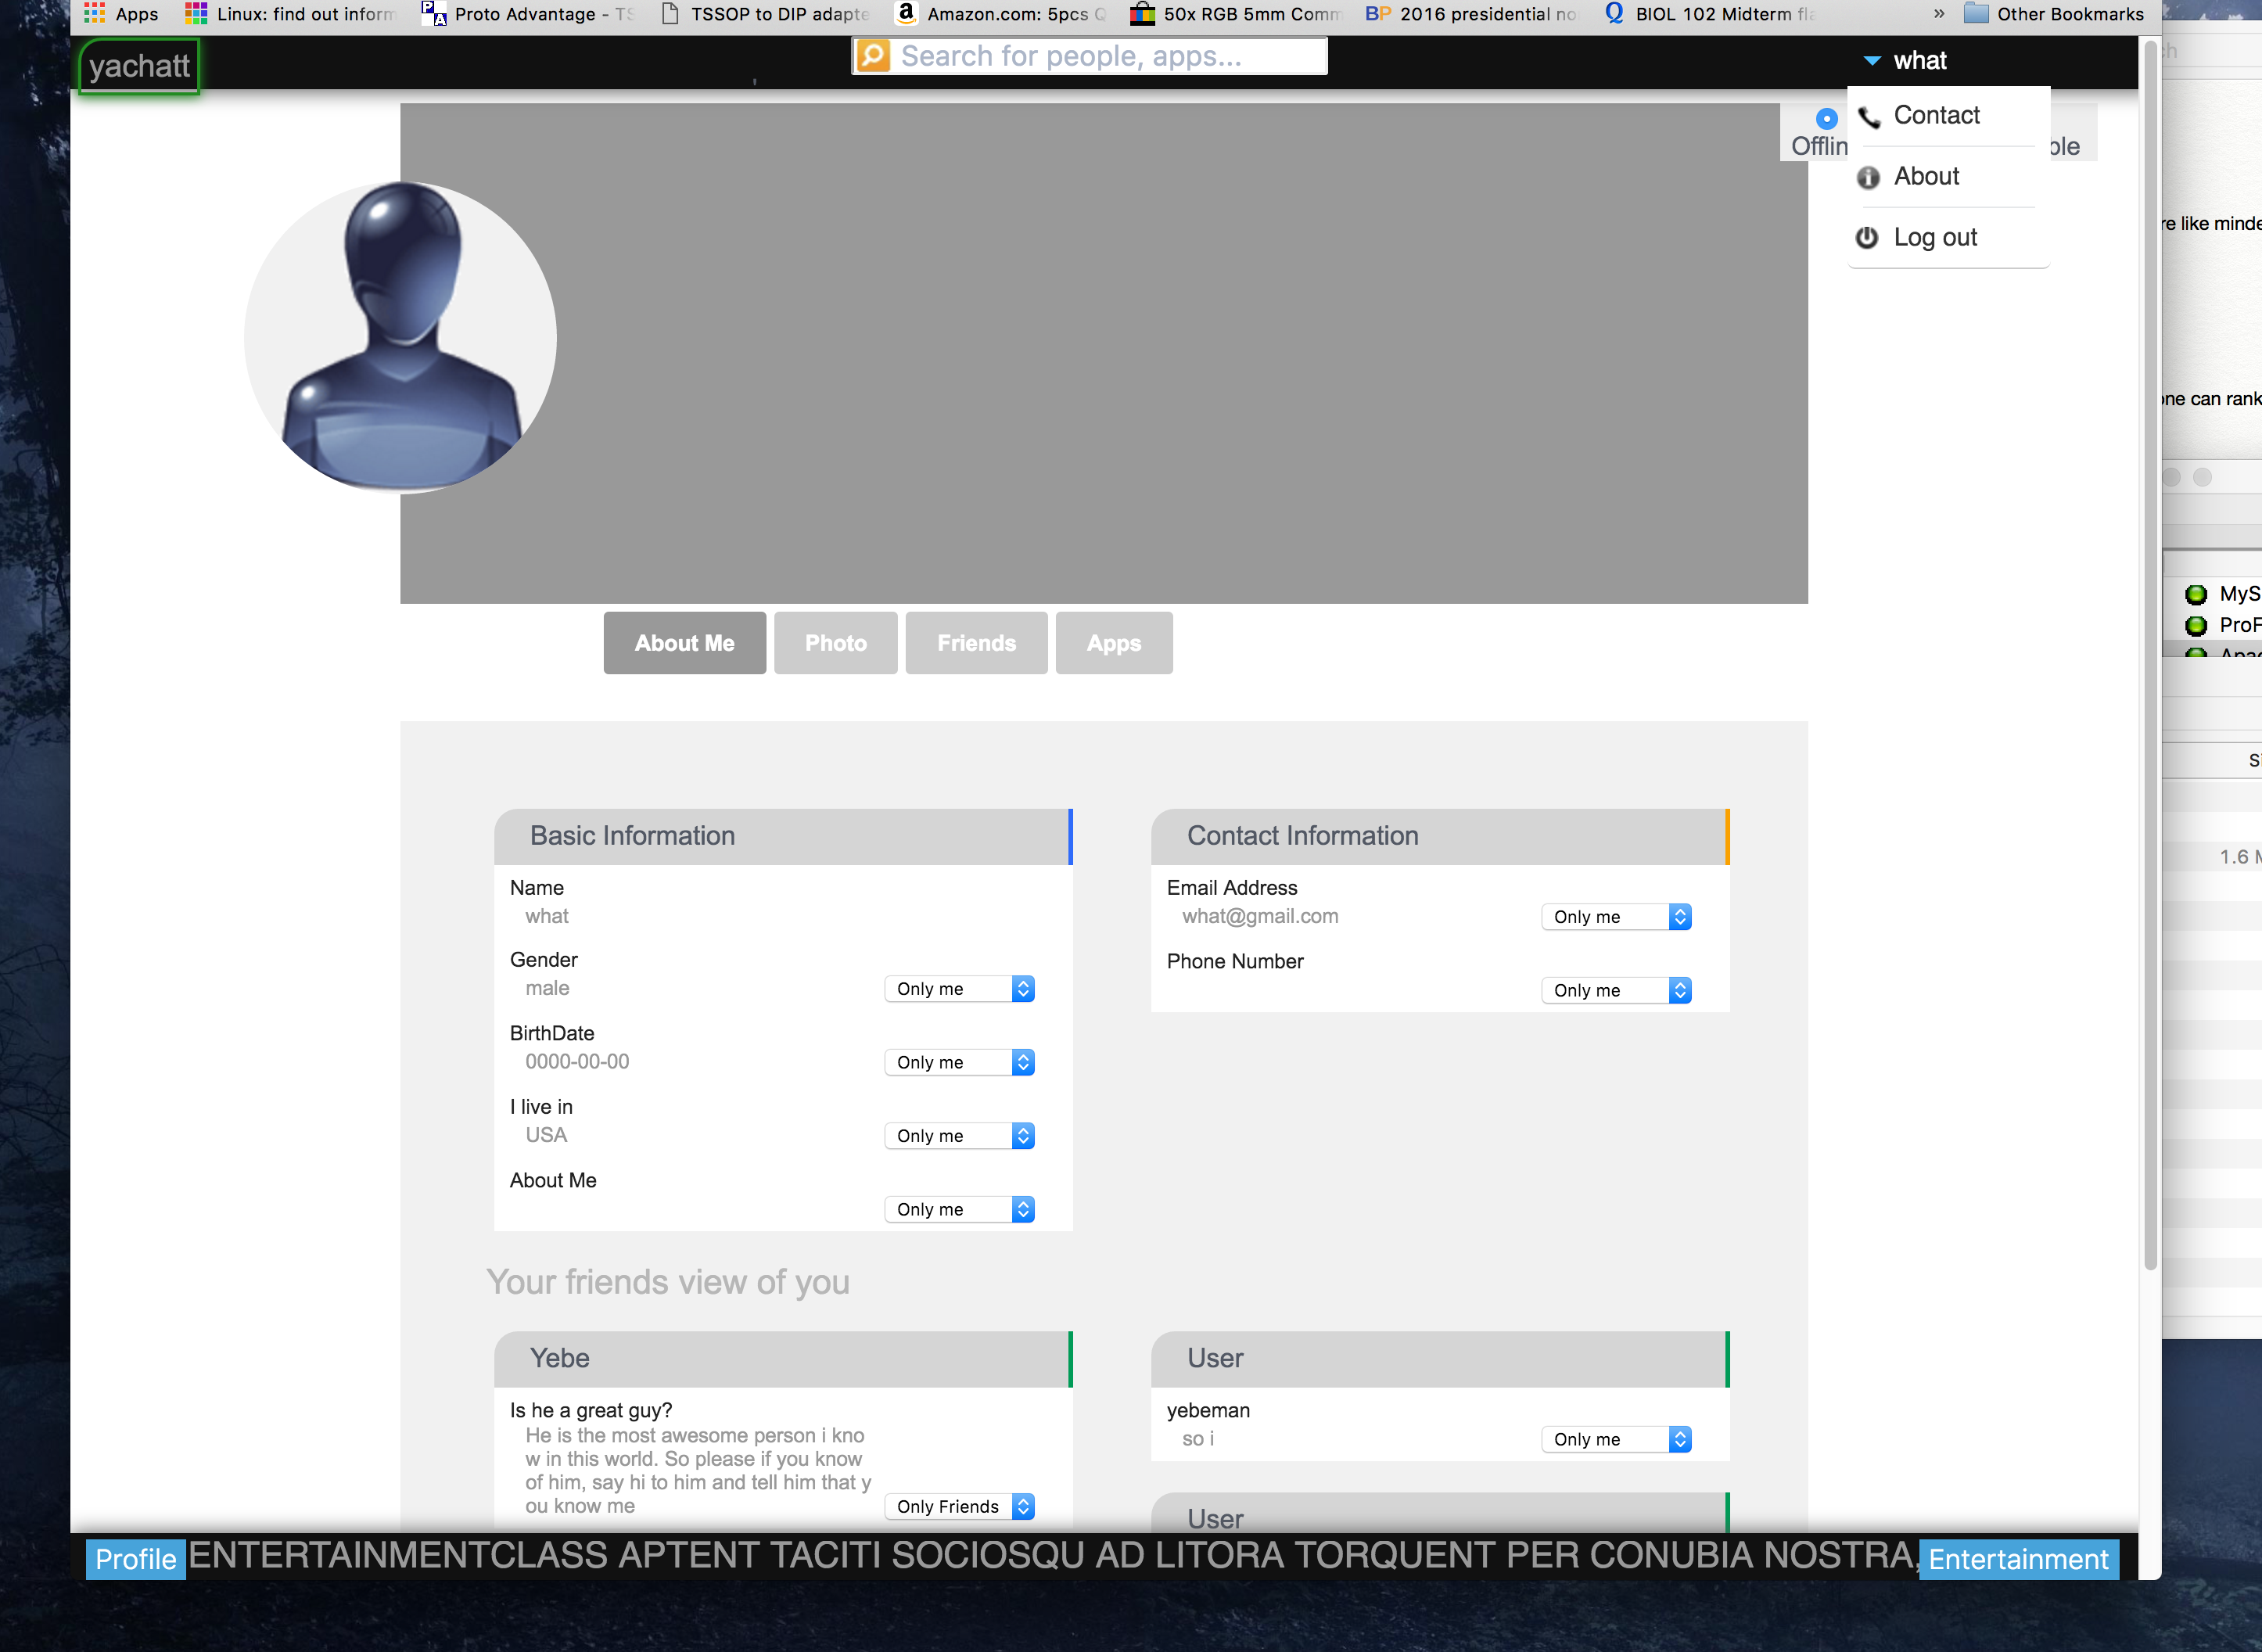 Apps
Linux: find out inform
Proto Advantage - TS
TSSOP to DIP adapte
Amazon.com: 5pcs Q
50x RGB 5mm Comm
BP 2016 presidential no
BIOL 102 Midterm fla
» Other Bookmarks
yachatt
Search for people, apps...
what
Contact
About
Log out
Offlin
ble
re like minde
one can rank
About Me
Photo
Friends
Apps
MyS
ProF
Apac
1.6 M
Basic Information
Name
what
Gender
male
Only me
BirthDate
0000-00-00
Only me
I live in
USA
Only me
About Me
Only me
Contact Information
Email Address
what@gmail.com
Only me
Phone Number
Only me
Your friends view of you
Yebe
Is he a great guy?
He is the most awesome person i kno
w in this world. So please if you know
of him, say hi to him and tell him that y
ou know me
Only Friends
User
yebeman
so i
Only me
User
Profile
ENTERTAINMENTCLASS APTENT TACITI SOCIOSQU AD LITORA TORQUENT PER CONUBIA NOSTRA,
Entertainment